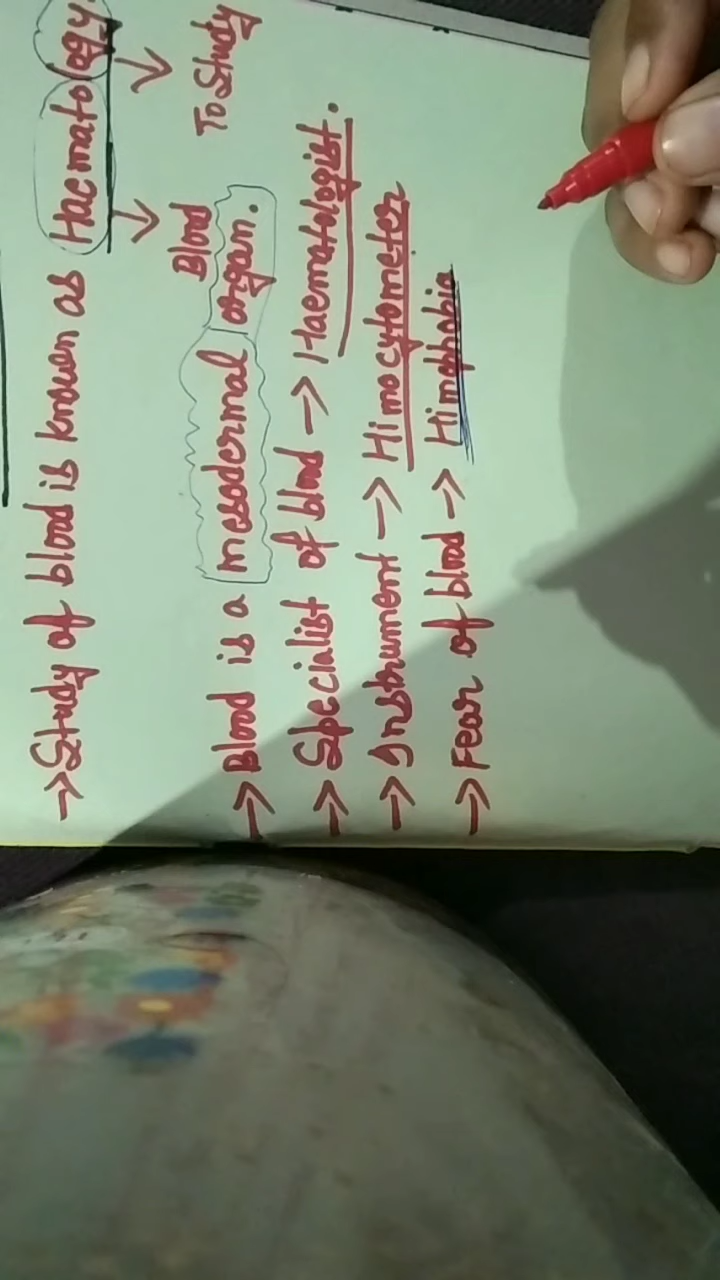 → Study of blood is known as Haematology
↓ ↓
Blood To Study
→ Blood is a mesodermal organ.
→ Specialist of blood → Haematologist.
→ Instrument → Himocytometer
→ Fear of blood → Himophobia